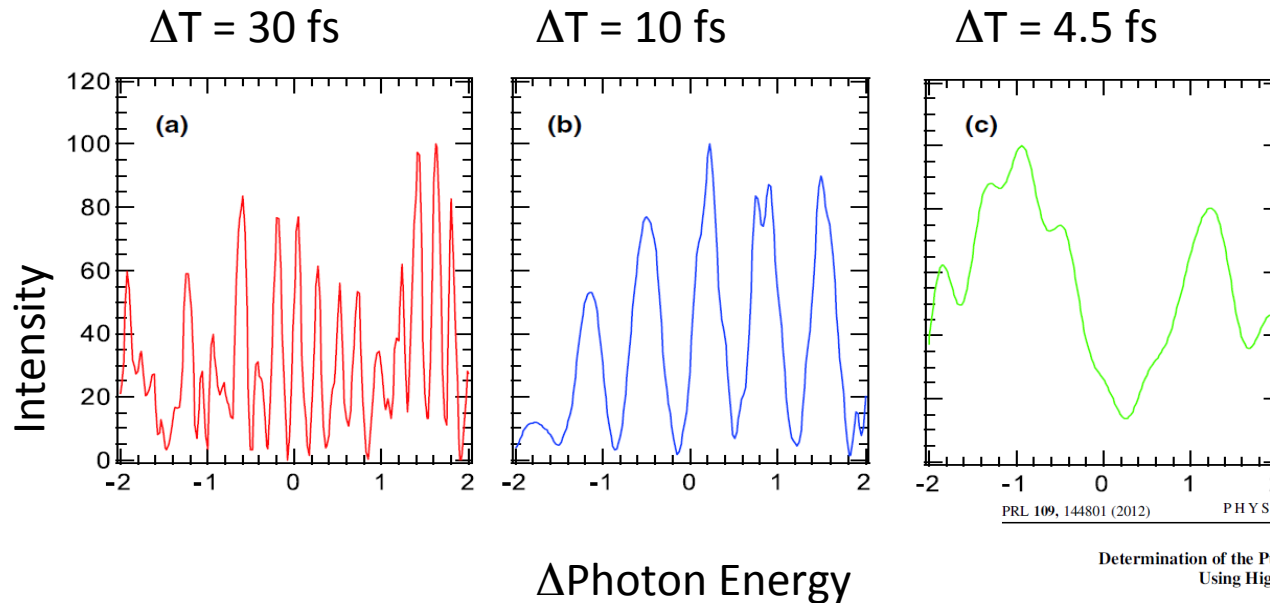 ΔT = 30 fs
ΔT = 10 fs
ΔT = 4.5 fs
Intensity
120
100
80
60
40
20
0
(a)
-2 -1 0 1 2
(b)
-2 -1 0 1 2
(c)
-2 -1 0 1
PRL 109, 144801 (2012) PHYS
Determination of the P
Using Hig
ΔPhoton Energy